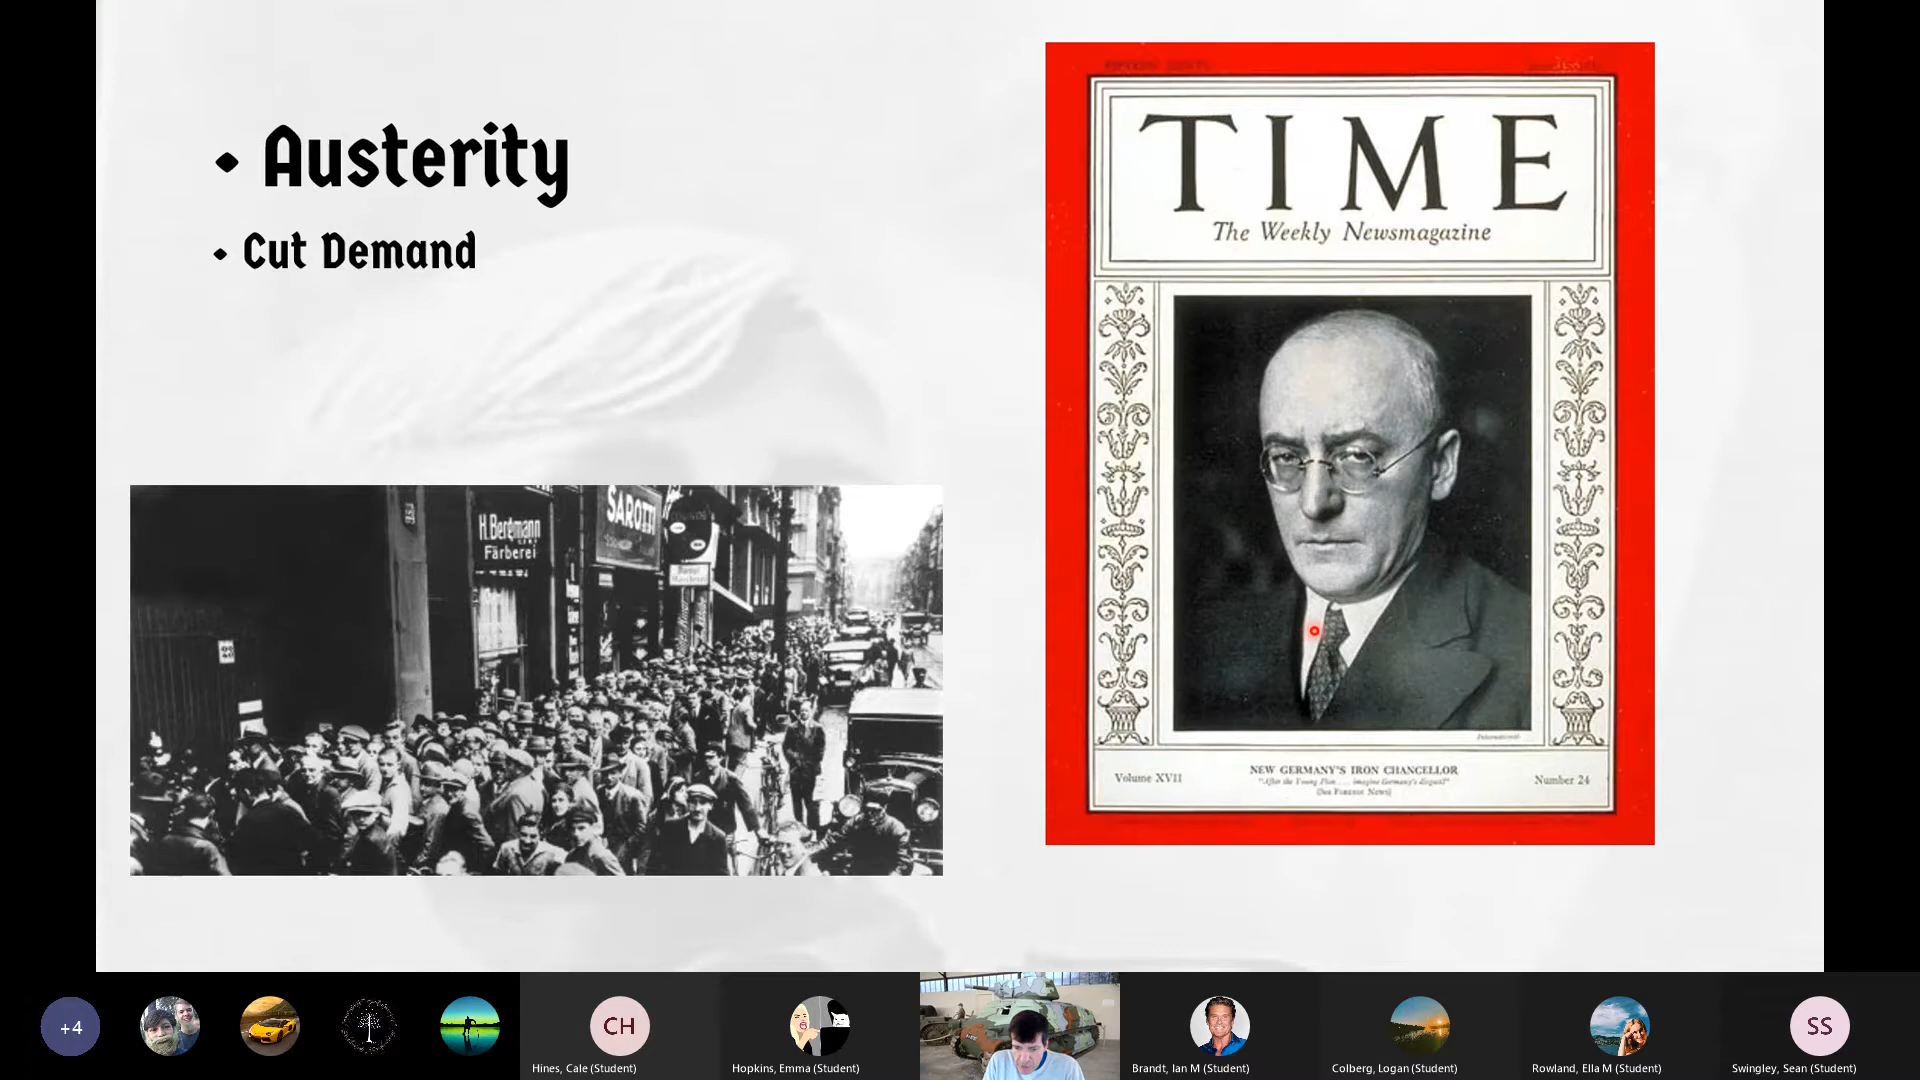 • Austerity
• Cut Demand
H. Bergmann
Färberei
SAROTTI
TIME
The Weekly Newsmagazine
Volume XVII
NEW GERMANY'S IRON CHANCELLOR
"After the Young Plan . . . . imagine Germany's disgust!"
(See FOREIGN NEWS)
Number 24
International
+4
CH
Hines, Cale (Student)
Hopkins, Emma (Student)
Brandt, Ian M (Student)
Colberg, Logan (Student)
Rowland, Ella M (Student)
SS
Swingley, Sean (Student)